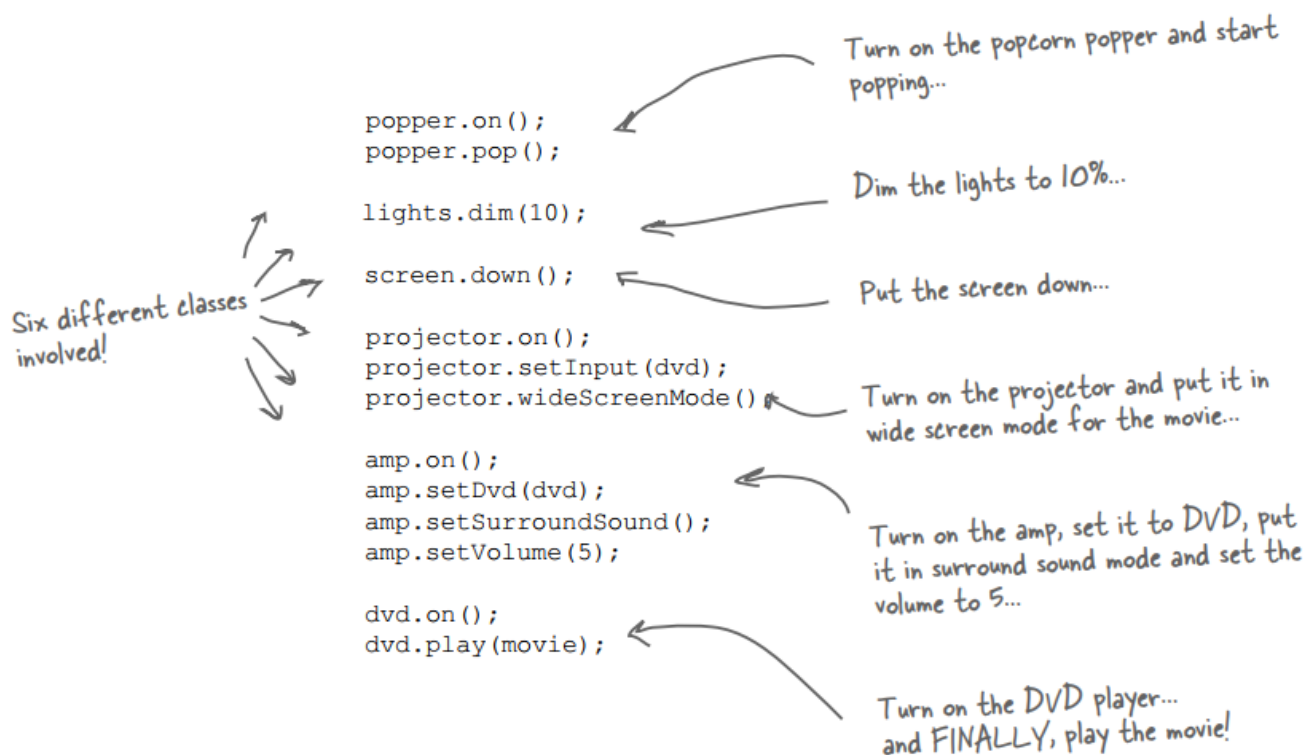 Turn on the popcorn popper and start
popping...
popper.on();
popper.pop();
Dim the lights to 10%...
lights.dim(10);
Six different classes
involved!
screen.down();
Put the screen down...
projector.on();
projector.setInput(dvd);
projector.wideScreenMode()
Turn on the projector and put it in
wide screen mode for the movie...
amp.on();
amp.setDvd(dvd);
amp.setSurroundSound();
amp.setVolume(5);
Turn on the amp, set it to DVD, put
it in surround sound mode and set the
volume to 5...
dvd.on();
dvd.play(movie);
Turn on the DVD player...
and FINALLY, play the movie!